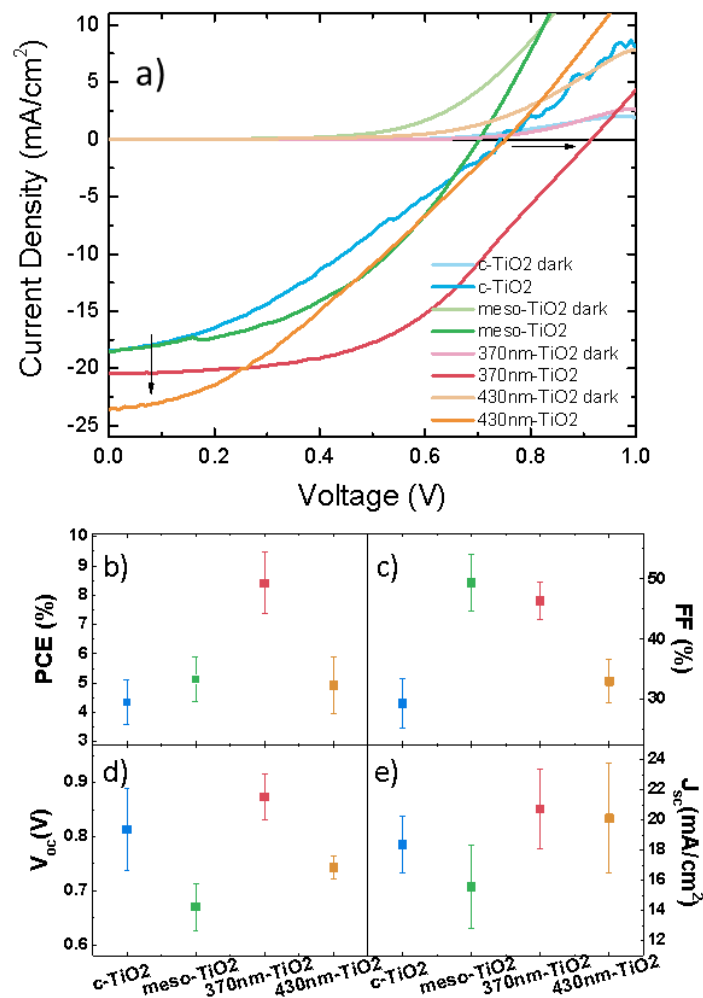 a)
Current Density (mA/cm²)
10
5
0
-5
-10
-15
-20
-25
c-TiO2 dark
c-TiO2
meso-TiO2 dark
meso-TiO2
370nm-TiO2 dark
370nm-TiO2
430nm-TiO2 dark
430nm-TiO2
0.0 0.2 0.4 0.6 0.8 1.0
Voltage (V)
b)
PCE (%)
10
9
8
7
6
5
4
3
c)
50
40
30
FF (%)
d)
V_oc(V)
0.9
0.8
0.7
0.6
e)
24
22
20
18
16
14
12
J_sc(mA/cm²)
c-TiO2 meso-TiO2 370nm-TiO2 430nm-TiO2
c-TiO2 meso-TiO2 370nm-TiO2 430nm-TiO2